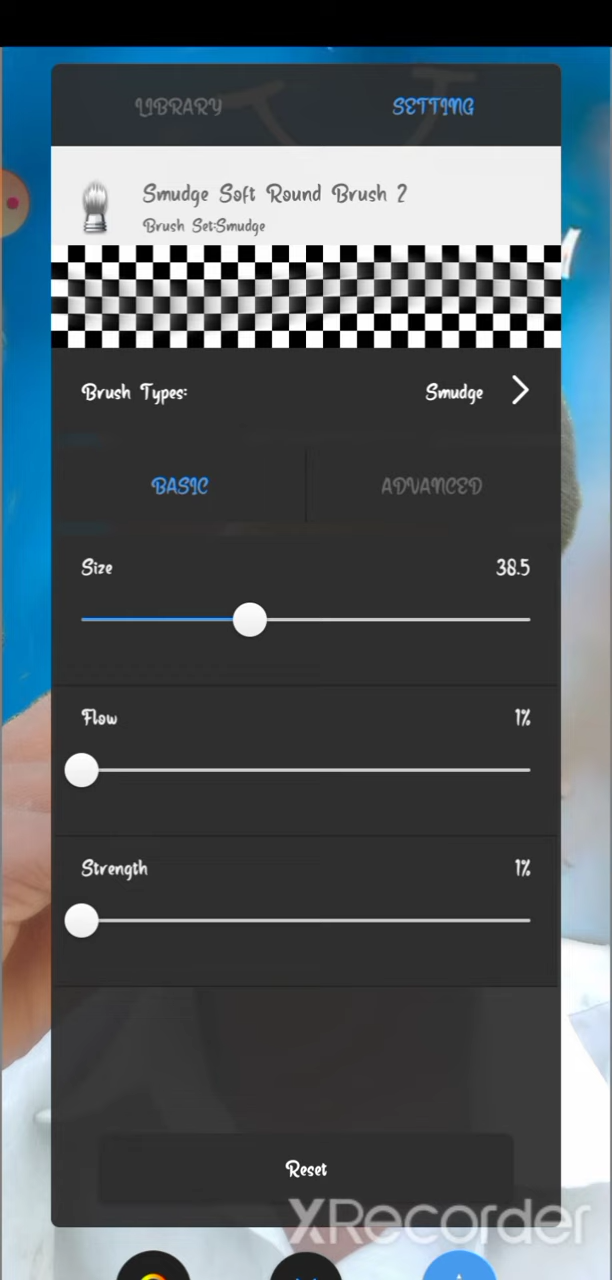 LIBRARY SETTING
Smudge Soft Round Brush 2
Brush Set:Smudge
Brush Types: Smudge
BASIC ADVANCED
Size 38.5
Flow 1%
Strength 1%
Reset
XRecorder